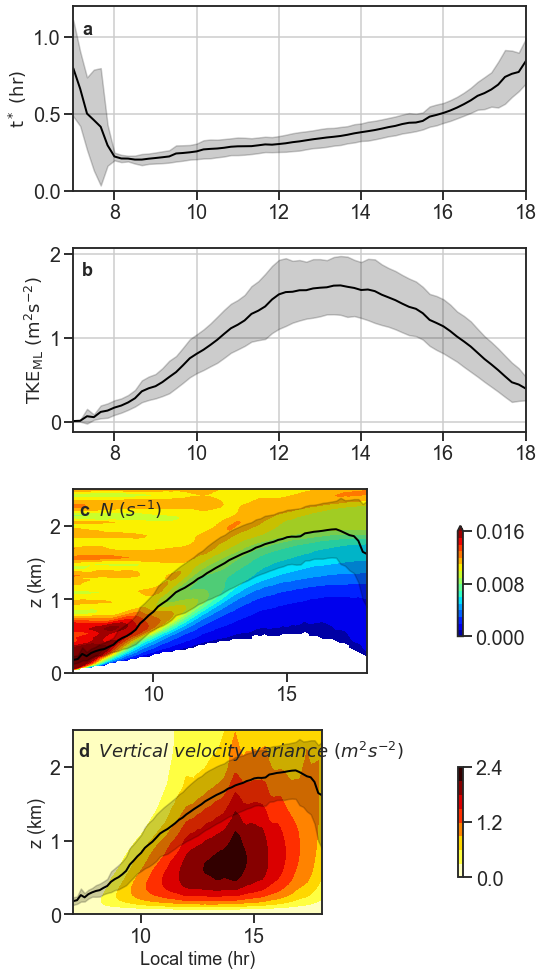 a
t* (hr)
1.0
0.5
0.0
8 10 12 14 16 18
b
TKE_ML (m²s⁻²)
2
1
0
8 10 12 14 16 18
c N (s⁻¹)
z (km)
2
1
0
10 15
0.016
0.008
0.000
d Vertical velocity variance (m²s⁻²)
z (km)
2
1
0
10 15
Local time (hr)
2.4
1.2
0.0